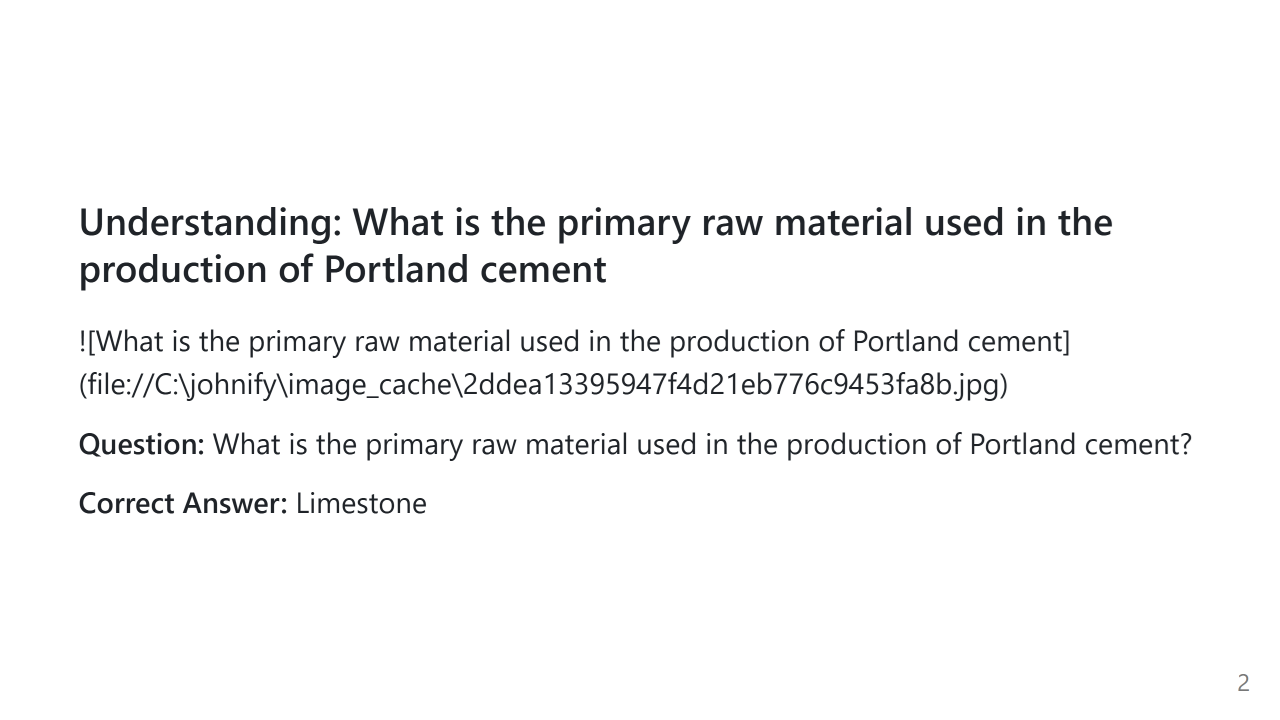 Understanding: What is the primary raw material used in the
production of Portland cement
![What is the primary raw material used in the production of Portland cement]
(file://C:\johnify\image_cache\2ddea13395947f4d21eb776c9453fa8b.jpg)
Question: What is the primary raw material used in the production of Portland cement?
Correct Answer: Limestone
2